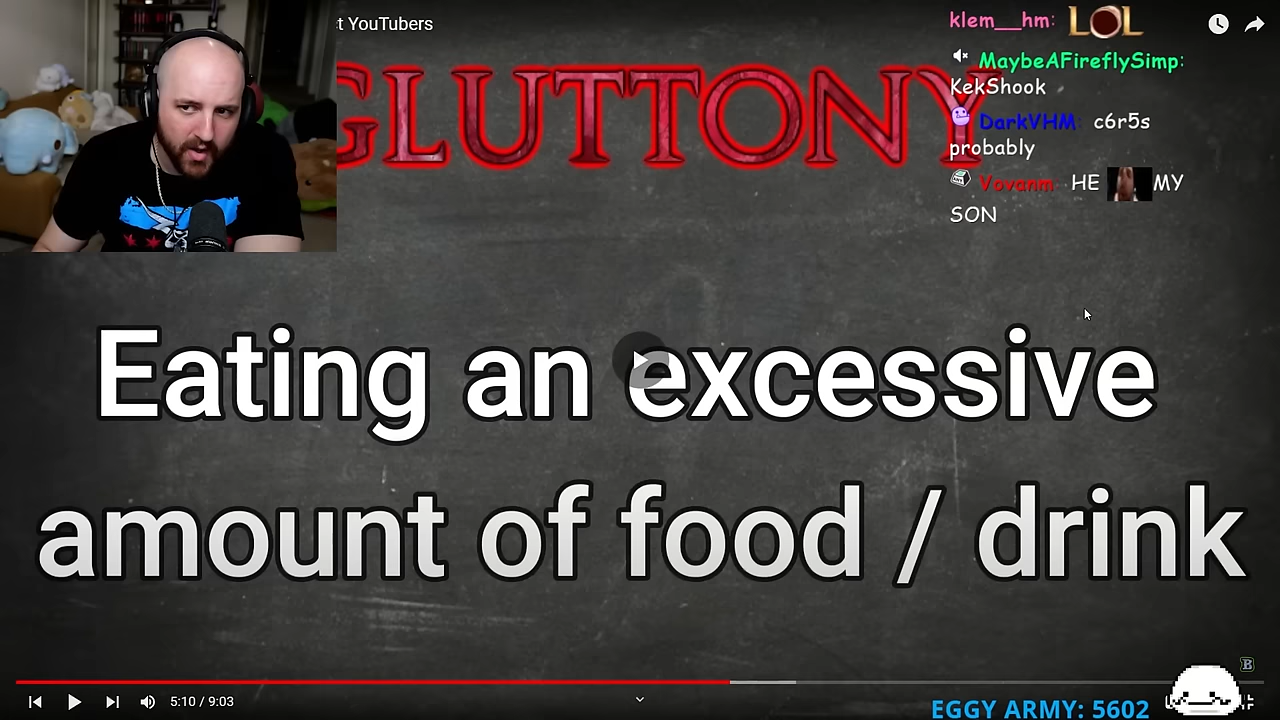 t YouTubers
klem__hm: LOL
MaybeAFireflySimp:
KekShook
DarkVHM: c6r5s
probably
Vovanm: HE MY
SON
GLUTTONY
Eating an excessive
amount of food / drink
5:10 / 9:03
EGGY ARMY: 5602
B